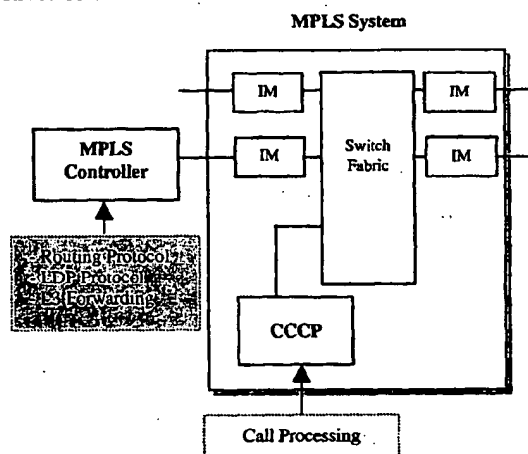 MPLS System
IM
IM
MPLS
Controller
IM
IM
Switch
Fabric
Routing Protocol
LDP Protocol
L3 Forwarding
CCCP
Call Processing